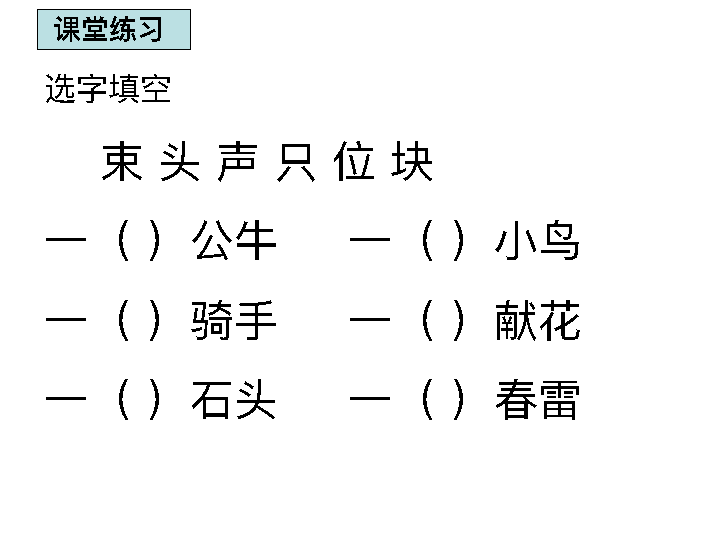 课堂练习
选字填空
束 头 声 只 位 块
一（ ）公牛 一（ ）小鸟
一（ ）骑手 一（ ）献花
一（ ）石头 一（ ）春雷